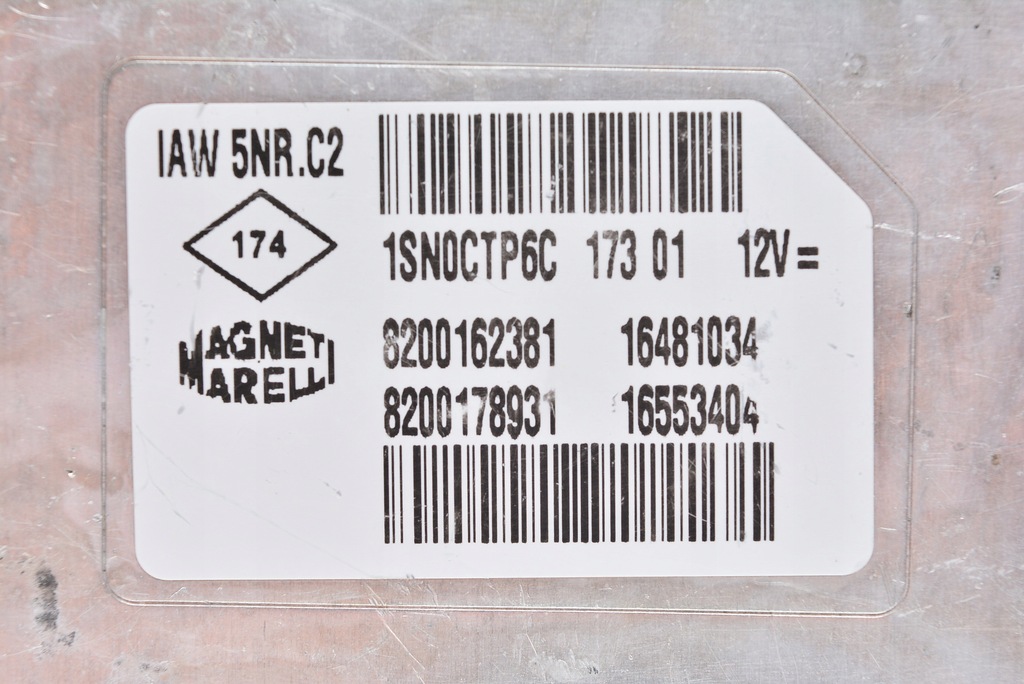 IAW 5NR.C2
174
MAGNETI
MARELLI
1SN0CTP6C 173 01 12V =
8200162381 16481034
8200178931 16553404